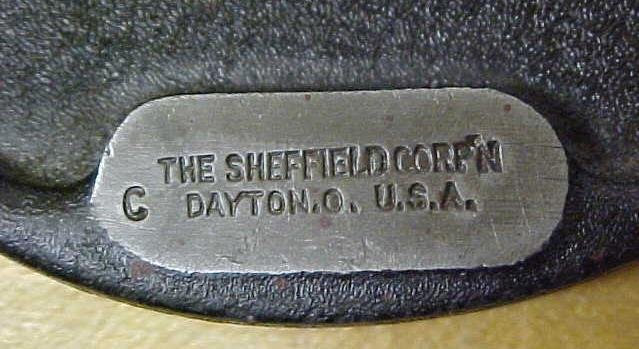 THE SHEFFIELD CORP'N
C DAYTON.O. U.S.A.